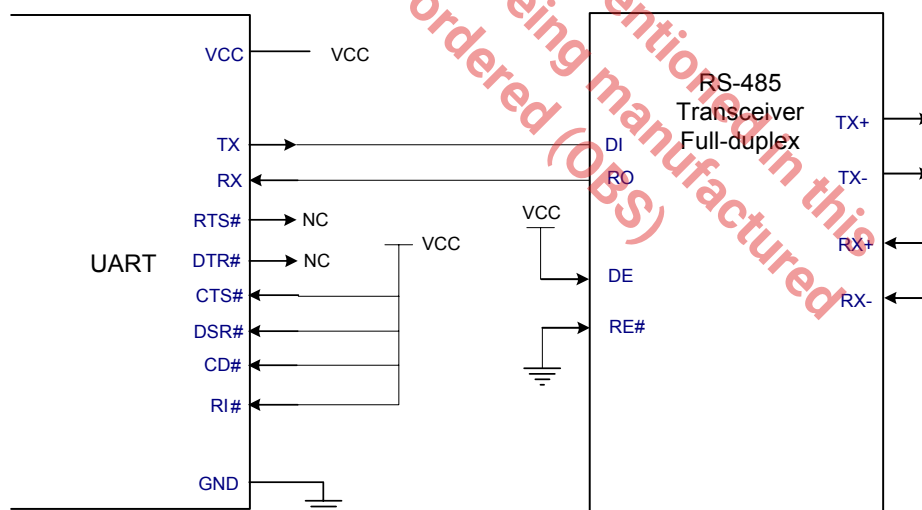 entioned in this
eing manufactured
ordered (OBS)
VCC
VCC
TX
RX
RTS#
NC
DTR#
NC
UART
CTS#
DSR#
CD#
RI#
GND
VCC
VCC
RS-485
Transceiver
Full-duplex
DI
RO
DE
RE#
TX+
TX-
RX+
RX-